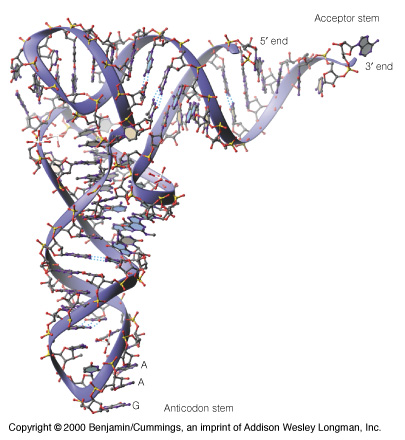 Acceptor stem
5′ end
3′ end
A
A
G
Anticodon stem
Copyright © 2000 Benjamin/Cummings, an imprint of Addison Wesley Longman, Inc.